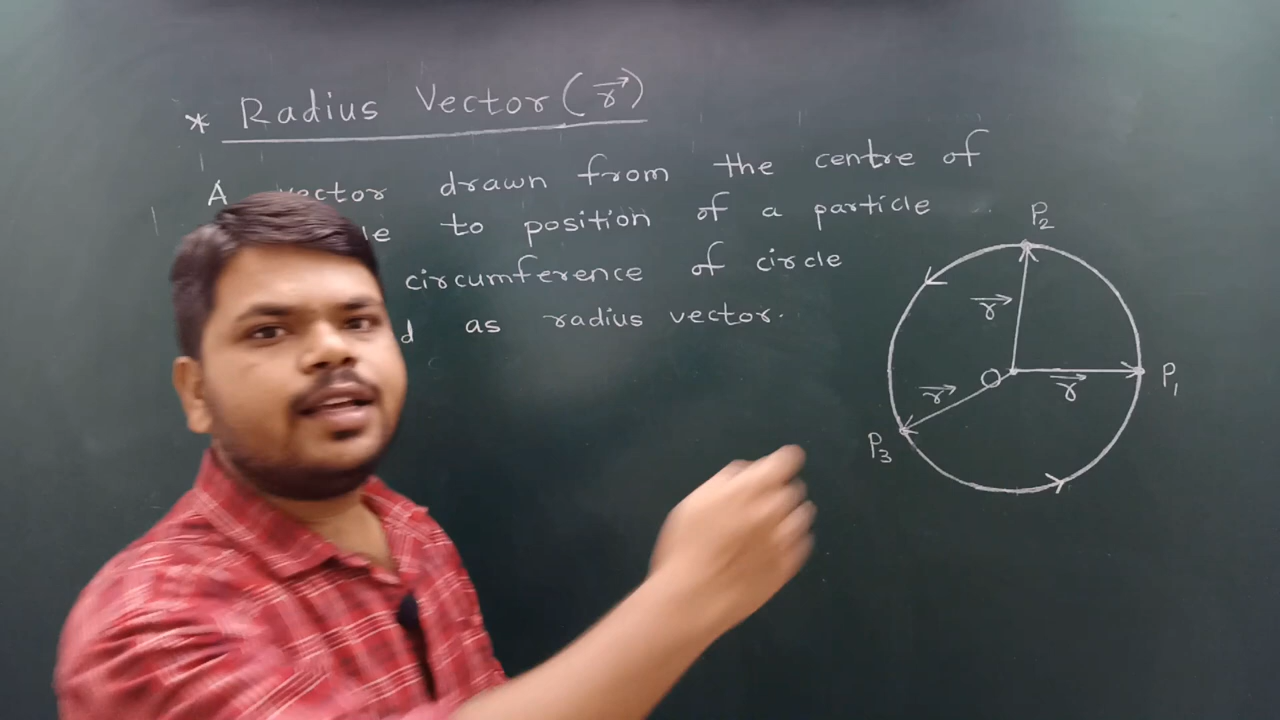 * Radius Vector (r⃗)
A vector drawn from the centre of
to position of a particle
circumference of circle
as radius vector.
P₂
r⃗
O
r⃗
r⃗
P₁
P₃